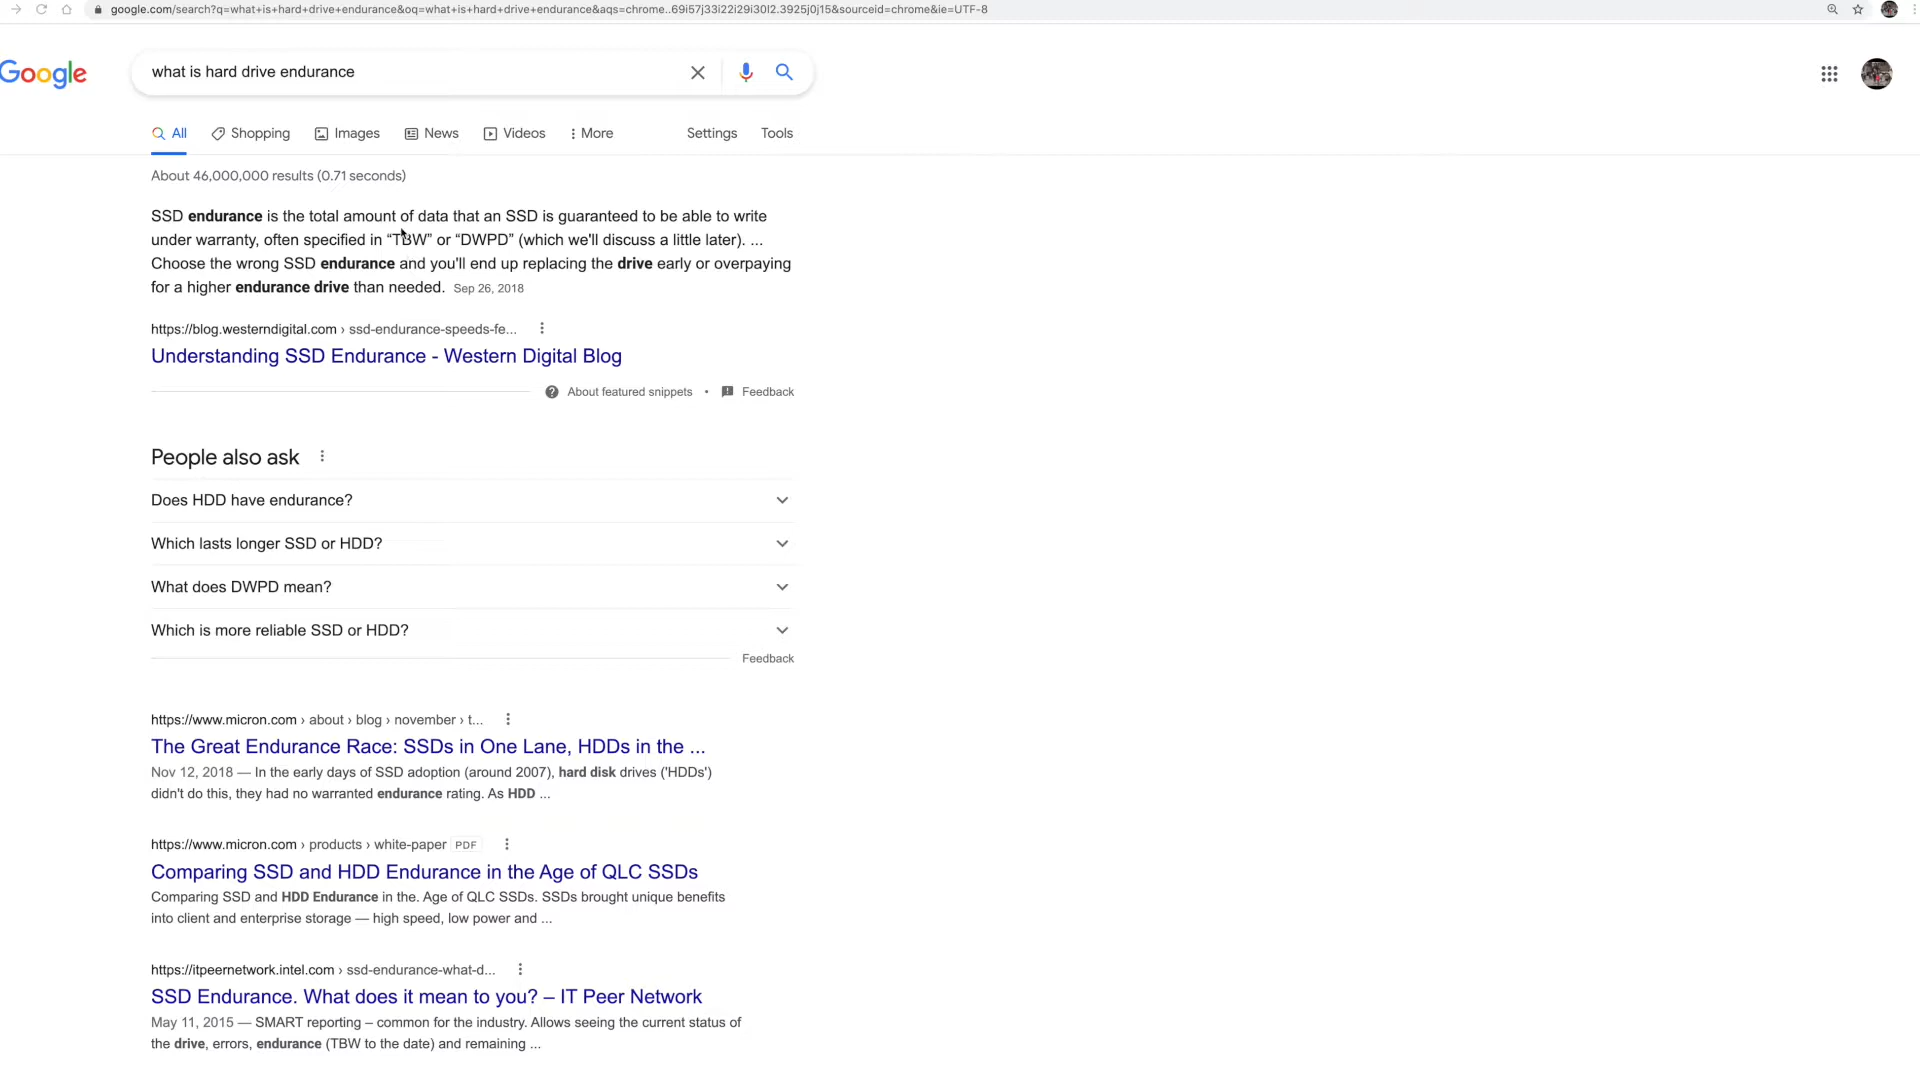 google.com/search?q=what+is+hard+drive+endurance&oq=what+is+hard+drive+endurance&aqs=chrome..69i57j33i22i29i30l2.3925j0j15&sourceid=chrome&ie=UTF-8
Google
what is hard drive endurance
All Shopping Images News Videos More Settings Tools
About 46,000,000 results (0.71 seconds)
SSD endurance is the total amount of data that an SSD is guaranteed to be able to write
under warranty, often specified in “TBW” or “DWPD” (which we'll discuss a little later). ...
Choose the wrong SSD endurance and you'll end up replacing the drive early or overpaying
for a higher endurance drive than needed. Sep 26, 2018
https://blog.westerndigital.com › ssd-endurance-speeds-fe...
Understanding SSD Endurance - Western Digital Blog
About featured snippets • Feedback
People also ask
Does HDD have endurance?
Which lasts longer SSD or HDD?
What does DWPD mean?
Which is more reliable SSD or HDD?
Feedback
https://www.micron.com › about › blog › november › t...
The Great Endurance Race: SSDs in One Lane, HDDs in the ...
Nov 12, 2018 — In the early days of SSD adoption (around 2007), hard disk drives ('HDDs')
didn't do this, they had no warranted endurance rating. As HDD ...
https://www.micron.com › products › white-paper PDF
Comparing SSD and HDD Endurance in the Age of QLC SSDs
Comparing SSD and HDD Endurance in the. Age of QLC SSDs. SSDs brought unique benefits
into client and enterprise storage — high speed, low power and ...
https://itpeernetwork.intel.com › ssd-endurance-what-d...
SSD Endurance. What does it mean to you? – IT Peer Network
May 11, 2015 — SMART reporting – common for the industry. Allows seeing the current status of
the drive, errors, endurance (TBW to the date) and remaining ...